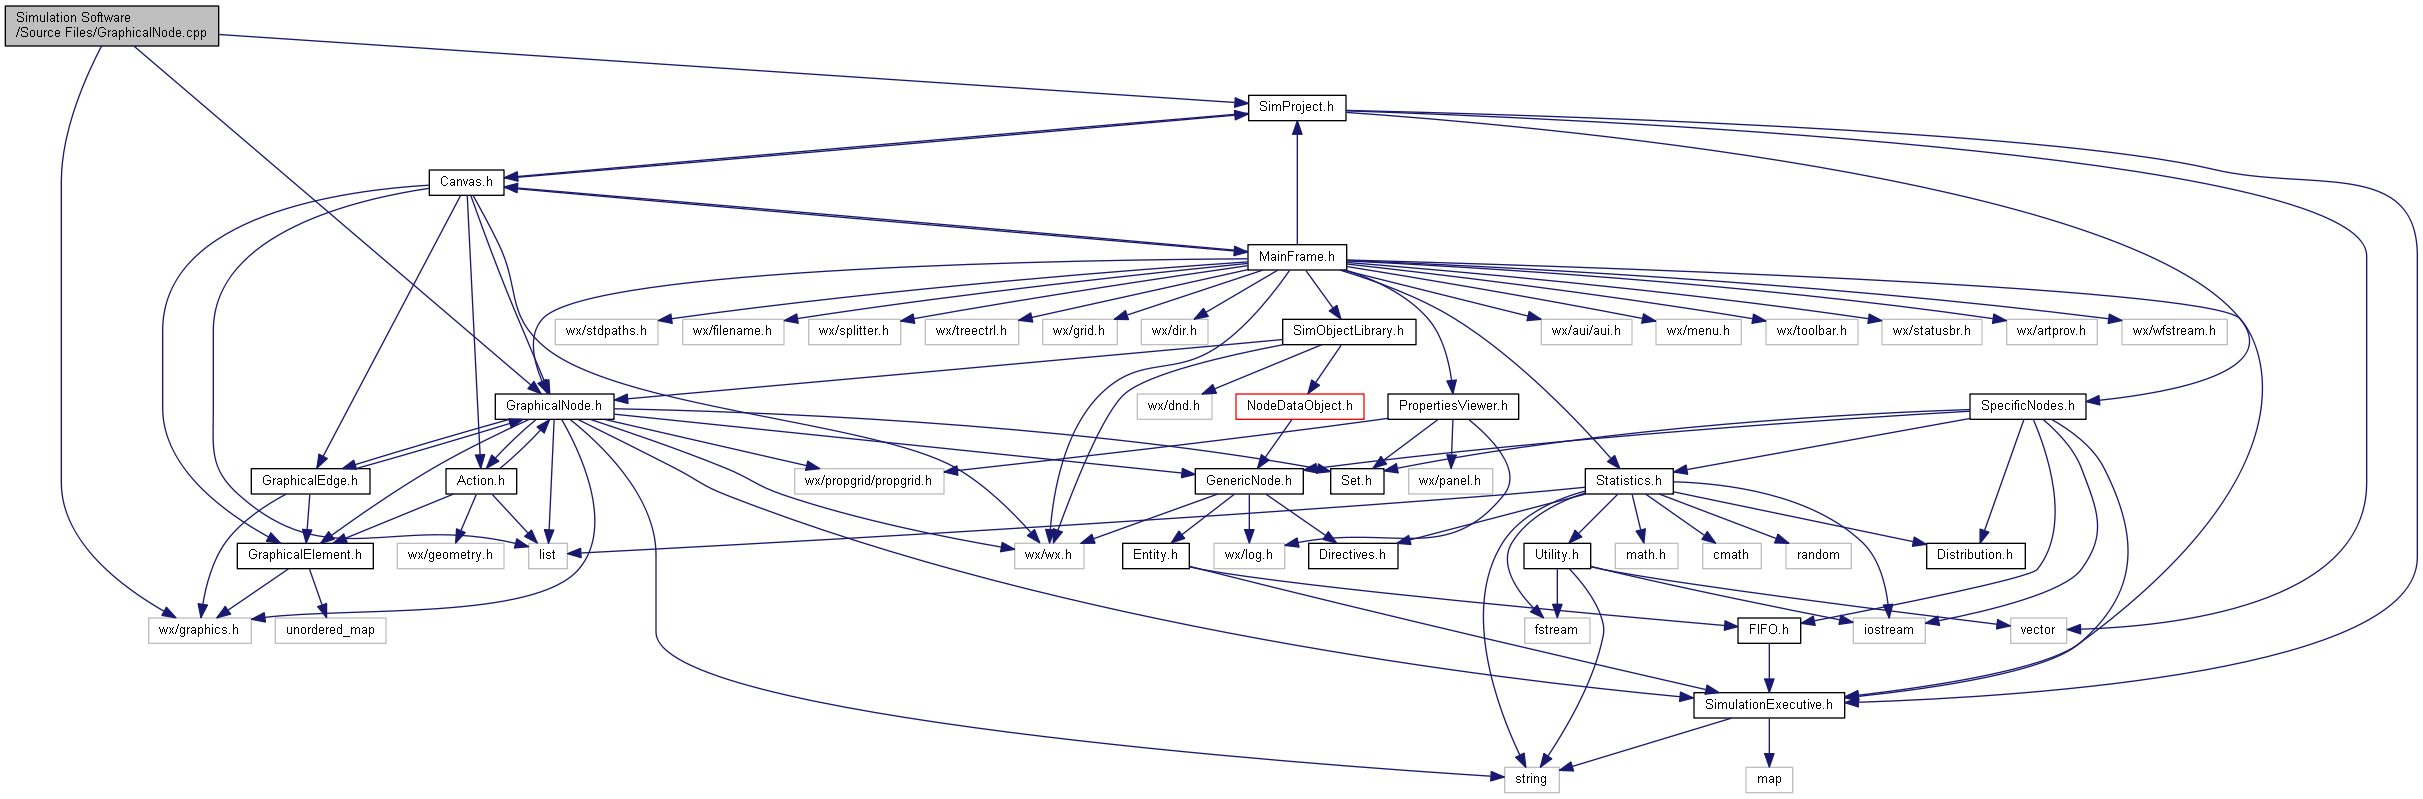 Simulation Software
/Source Files/GraphicalNode.cpp
SimProject.h
Canvas.h
MainFrame.h
wx/stdpaths.h
wx/filename.h
wx/splitter.h
wx/treectrl.h
wx/grid.h
wx/dir.h
SimObjectLibrary.h
wx/aui/aui.h
wx/menu.h
wx/toolbar.h
wx/statusbr.h
wx/artprov.h
wx/wfstream.h
GraphicalNode.h
wx/dnd.h
NodeDataObject.h
PropertiesViewer.h
SpecificNodes.h
GraphicalEdge.h
Action.h
wx/propgrid/propgrid.h
GenericNode.h
Set.h
wx/panel.h
Statistics.h
GraphicalElement.h
wx/geometry.h
list
wx/wx.h
Entity.h
wx/log.h
Directives.h
Utility.h
math.h
cmath
random
Distribution.h
wx/graphics.h
unordered_map
fstream
FIFO.h
iostream
vector
SimulationExecutive.h
string
map